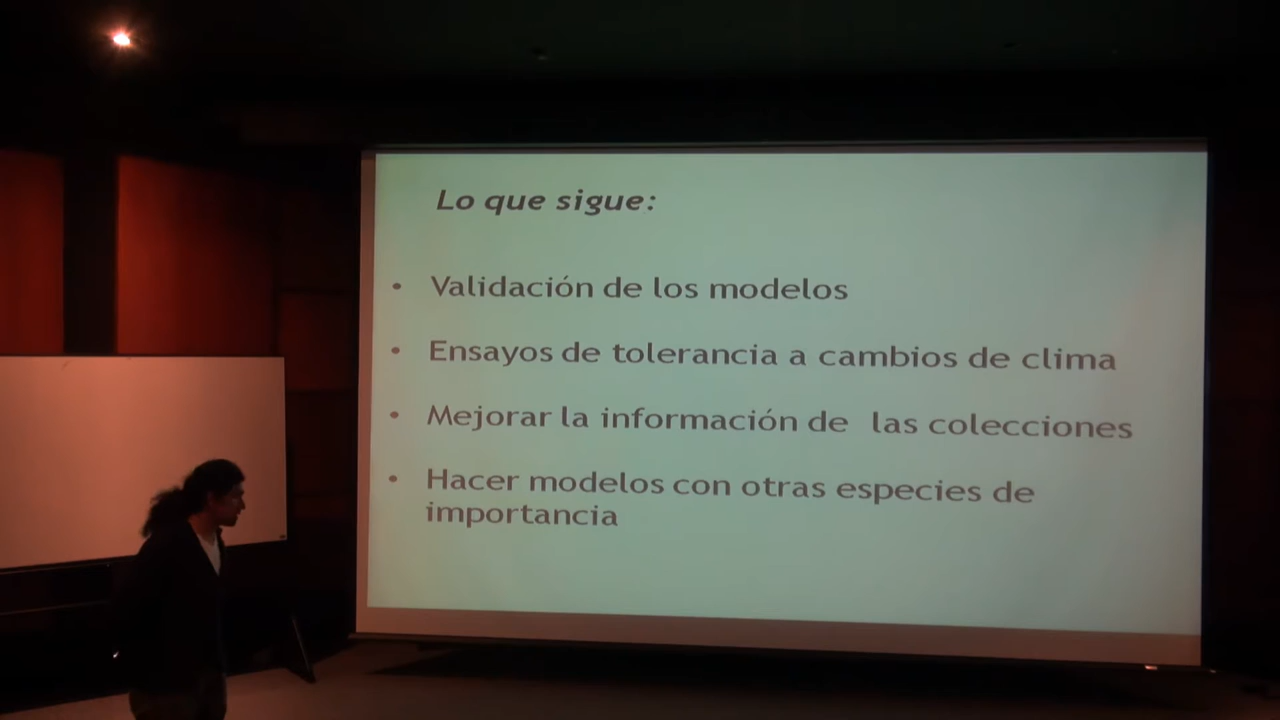 Lo que sigue:
• Validación de los modelos
• Ensayos de tolerancia a cambios de clima
• Mejorar la información de las colecciones
• Hacer modelos con otras especies de
importancia